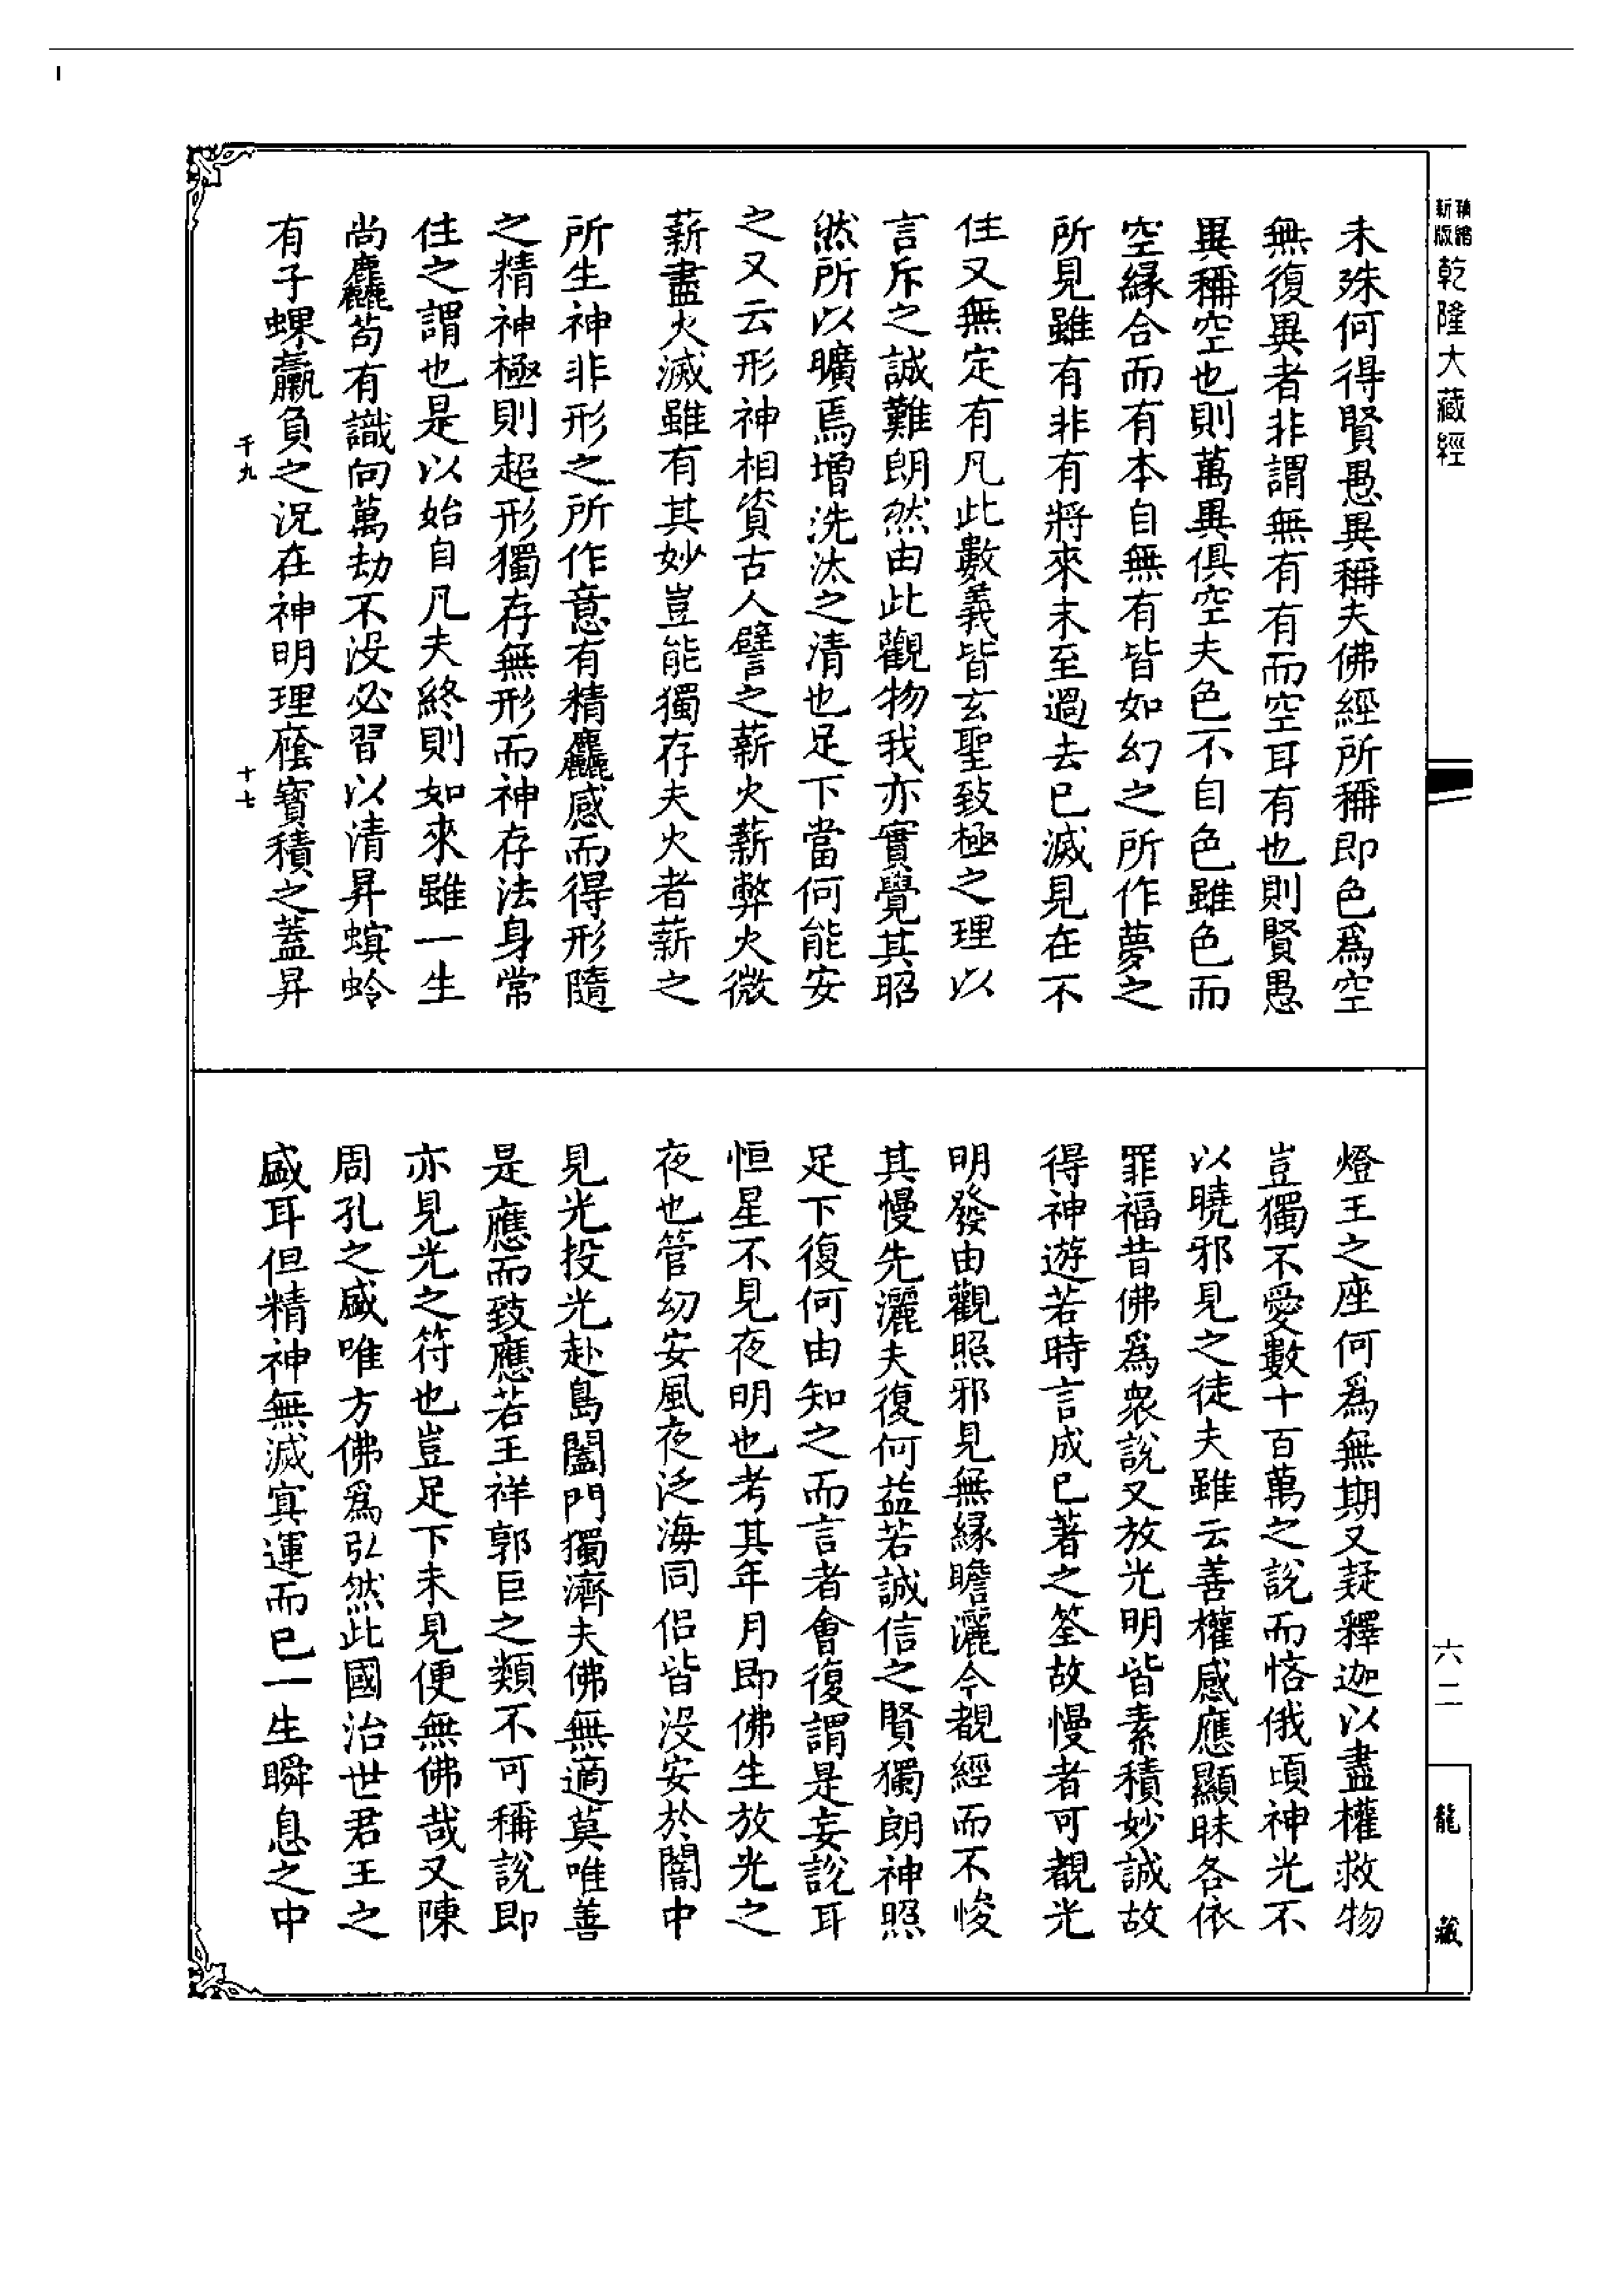 新版
乾隆大藏經
未殊何得賢愚異稱夫佛經所稱即色爲空
無復異者非謂無有有而空耳有也則賢愚
異稱空也則萬異俱空夫色不自色雖色而
空緣合而有本自無有皆如幻之所作夢之
所見雖有非有將來未至過去已滅見在不
住又無定有凡此數義皆玄聖致極之理以
言斥之誠難朗然由此觀物我亦實覺其昭
然所以曠焉增洗汰之清也足下當何能安
之又云形神相資古人譬之薪火薪弊火微
薪盡火滅雖有其妙豈能獨存夫火者薪之
所生神非形之所作意有精麤感而得形隨
之精神極則超形獨存無形而神存法身常
住之謂也是以始自凡夫終則如來雖一生
尚麤苟有識向萬劫不沒必習以清昇螟蛉
有子蜾蠃負之況在神明理廕寶積之蓋昇
千九
十七
燈王之座何爲無期又疑釋迦以盡權救物
豈獨不愛數十百萬之說而悋俄頃神光不
以曉邪見之徒夫雖云善權感應顯昧各依
罪福昔佛爲衆說又放光明皆素積妙誠故
得神遊若時言成已著之筌故慢者可覩光
明發由觀照邪見無緣瞻灑今覩經而不悛
其慢先灑夫復何益若誠信之賢獨朗神照
足下復何由知之而言者會復謂是妄說耳
恒星不見夜明也考其年月即佛生放光之
夜也管幼安風夜泛海同侶皆沒安於闇中
見光投光赴島闔門獨濟夫佛無適莫唯善
是應而致應若王祥郭巨之類不可稱說即
亦見光之符也豈足下未見便無佛哉又陳
周孔之盛唯方佛爲弘然此國治世君王之
盛耳但精神無滅寘運而已一生瞬息之中
六二
龍
藏